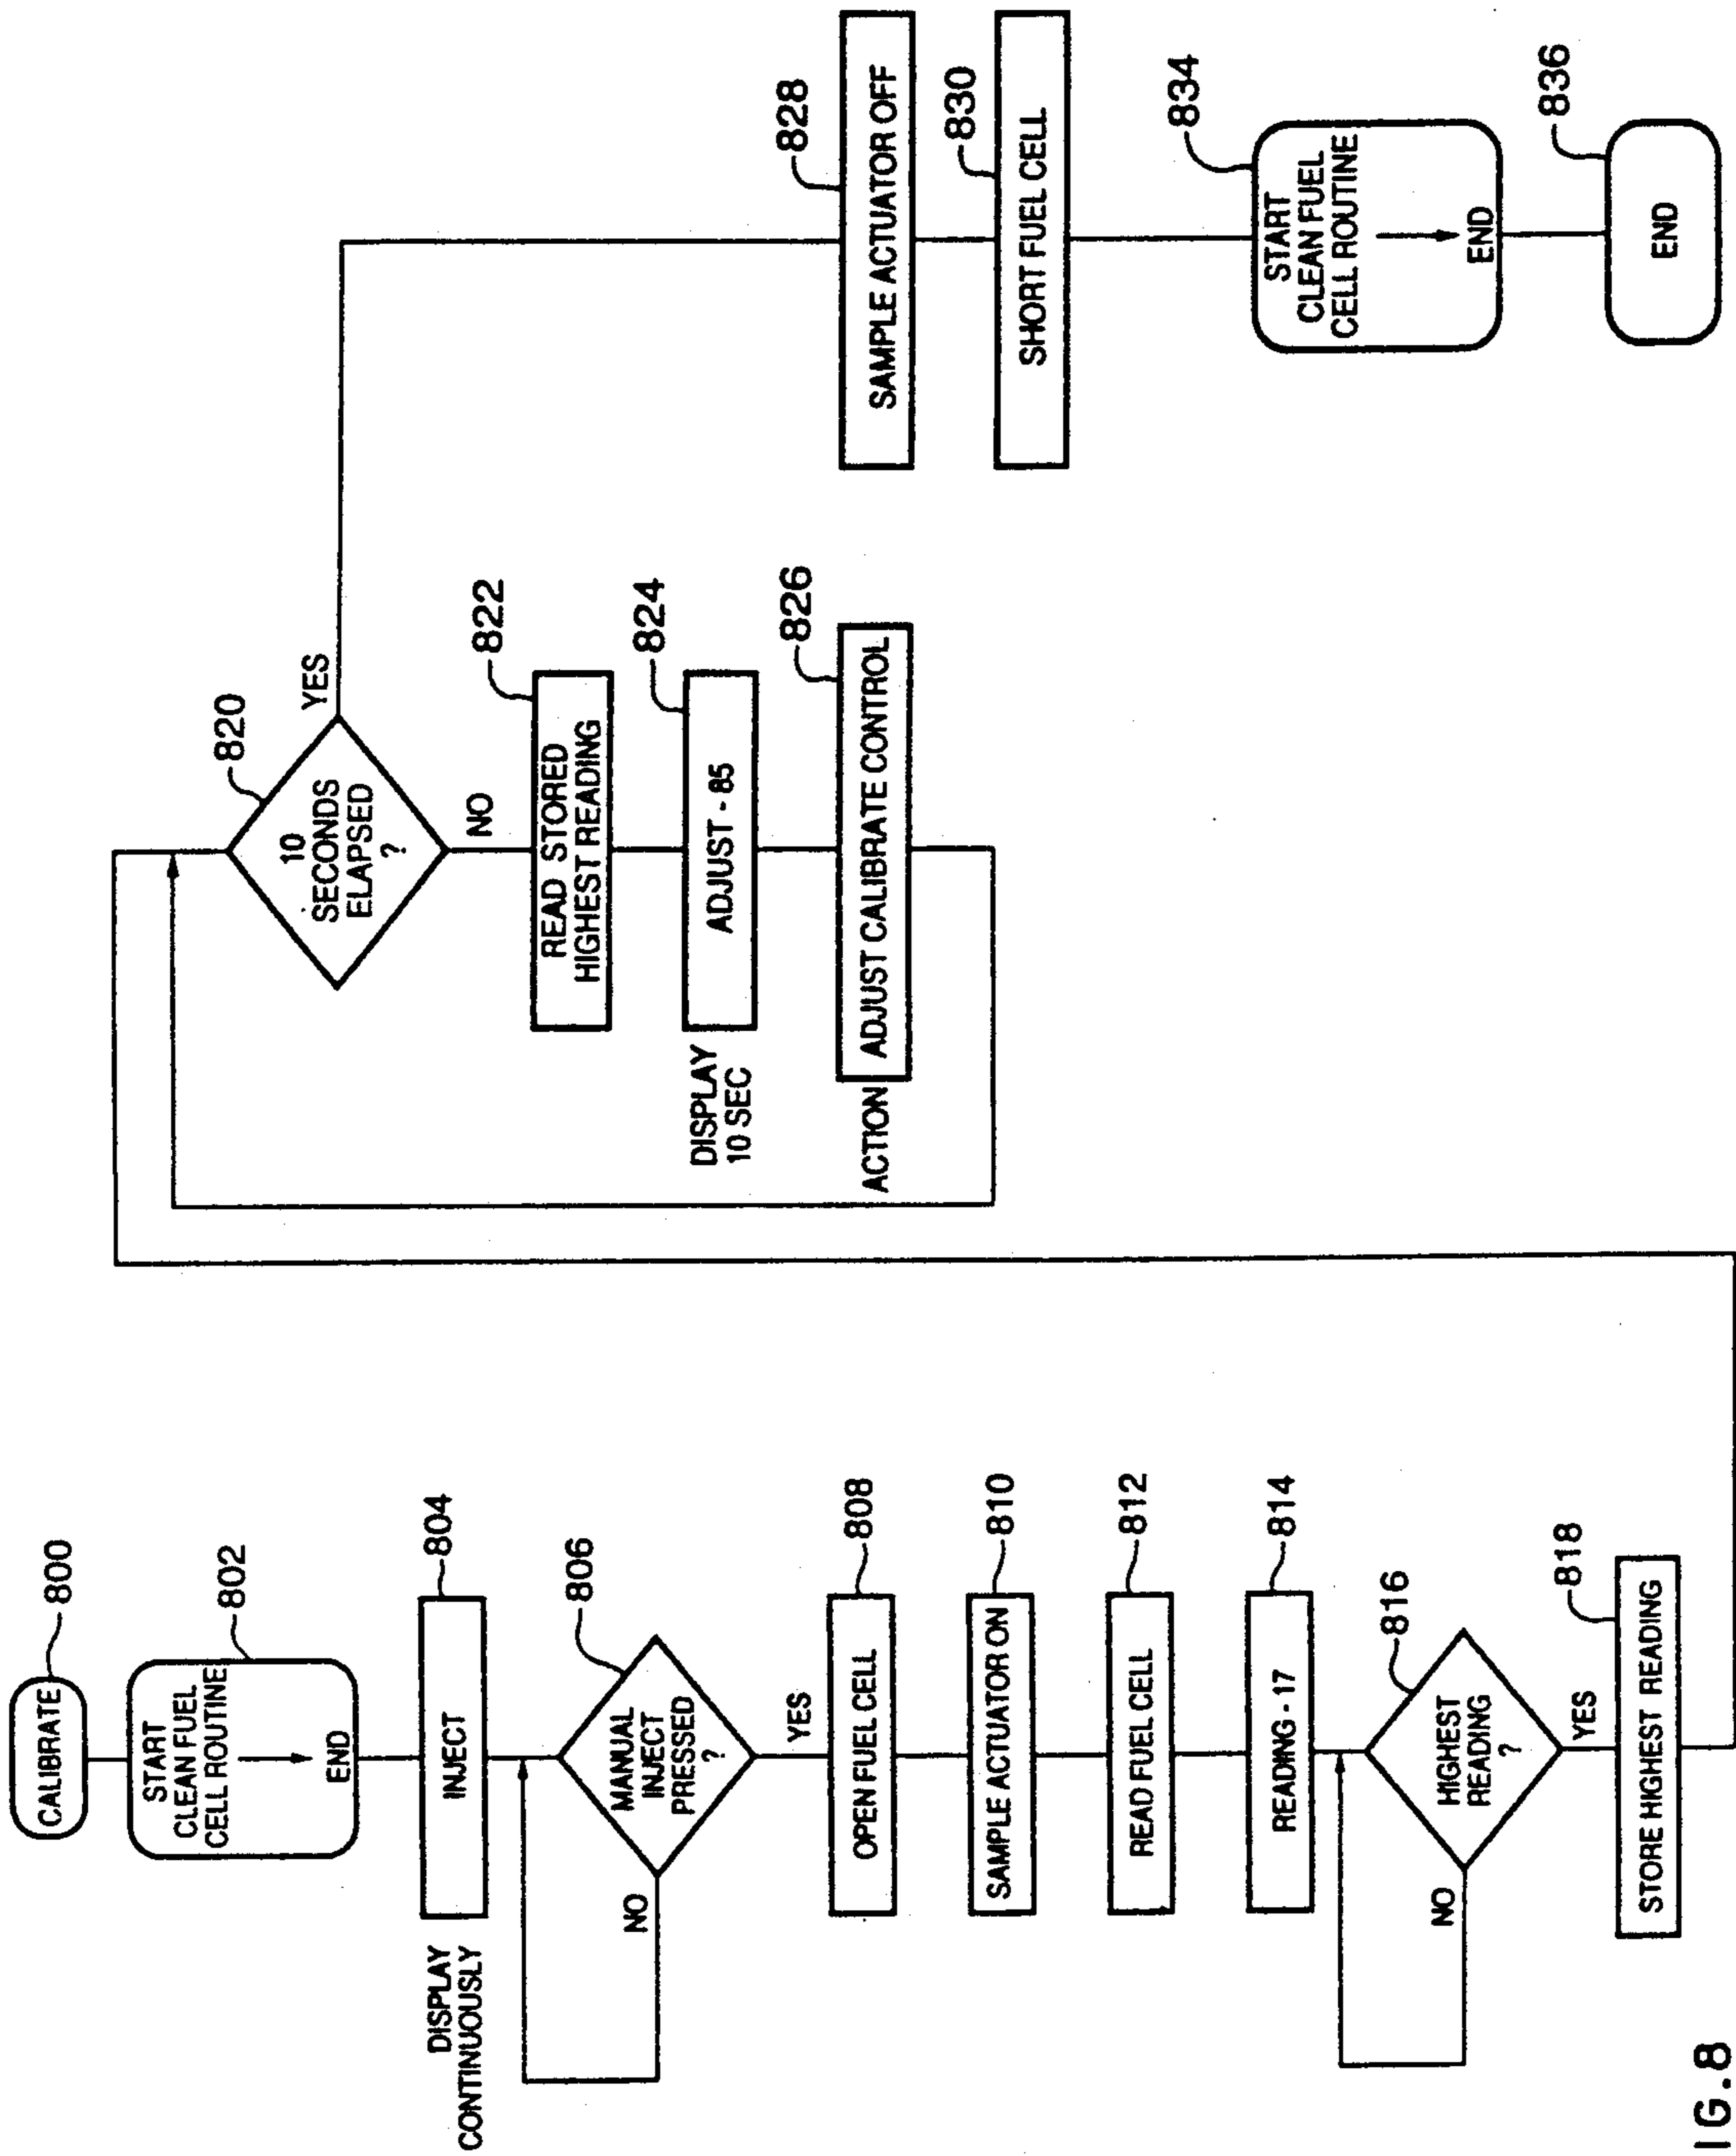 CALIBRATE
800
START
CLEAN FUEL
CELL ROUTINE
END
802
DISPLAY
CONTINUOUSLY
INJECT
804
MANUAL
INJECT
PRESSED
?
806
NO
YES
OPEN FUEL CELL
808
SAMPLE ACTUATOR ON
810
READ FUEL CELL
812
READING - 17
814
HIGHEST
READING
?
816
NO
YES
STORE HIGHEST READING
818
10
SECONDS
ELAPSED
?
820
YES
NO
READ STORED
HIGHEST READING
822
DISPLAY
10 SEC
ADJUST - 85
824
ACTION
ADJUST CALIBRATE CONTROL
826
SAMPLE ACTUATOR OFF
828
SHORT FUEL CELL
830
START
CLEAN FUEL
CELL ROUTINE
END
834
END
836
IG.8